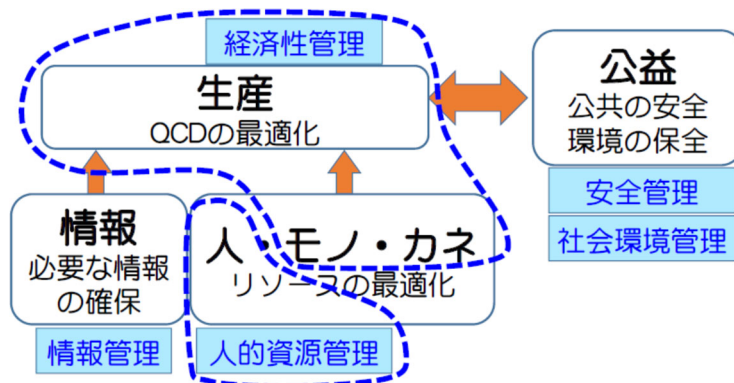 経済性管理
生産
QCDの最適化
公益
公共の安全
環境の保全
安全管理
社会環境管理
情報
必要な情報
の確保
情報管理
人・モノ・カネ
リソースの最適化
人的資源管理